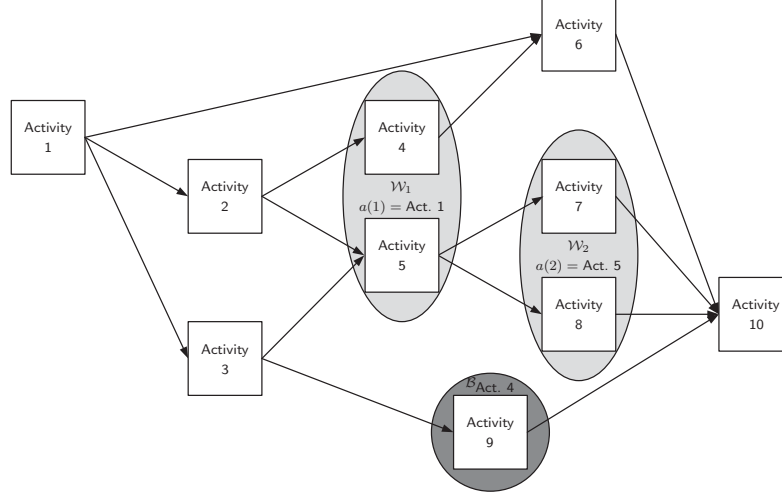 Activity
6
Activity
1
Activity
4
Activity
2
𝒲₁
a(1) = Act. 1
Activity
7
Activity
5
𝒲₂
a(2) = Act. 5
Activity
8
Activity
10
Activity
3
ℬ_Act. 4
Activity
9